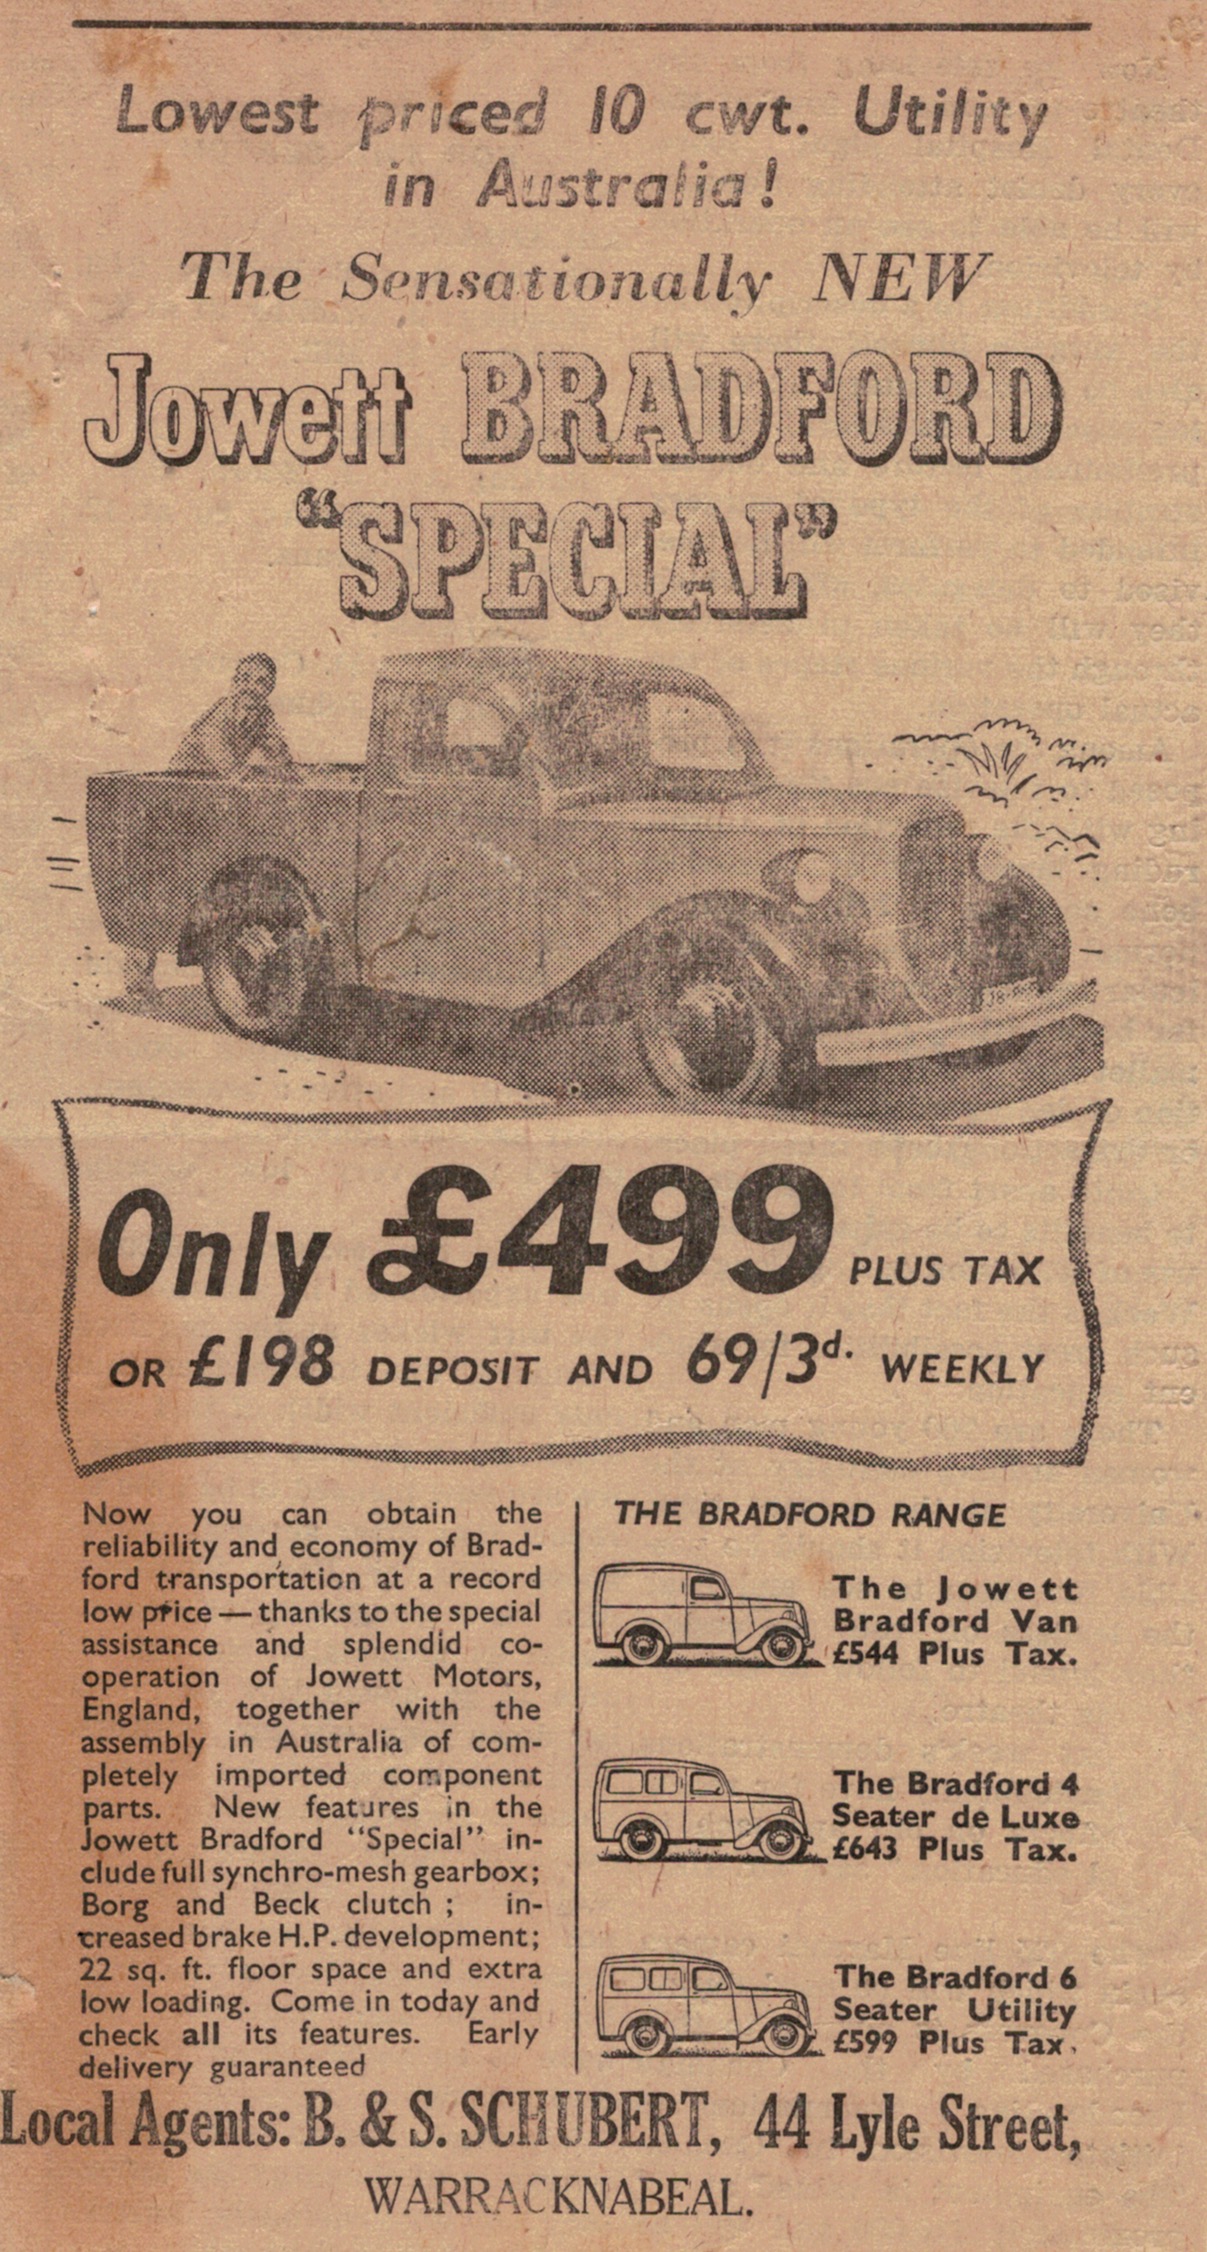 Lowest priced 10 cwt. Utility
in Australia!
The Sensationally NEW
Jowett BRADFORD
“SPECIAL”
Only £499 PLUS TAX
OR £198 DEPOSIT AND 69/3d. WEEKLY
Now you can obtain the
reliability and economy of Brad-
ford transportation at a record
low price — thanks to the special
assistance and splendid co-
operation of Jowett Motors,
England, together with the
assembly in Australia of com-
pletely imported component
parts. New features in the
Jowett Bradford “Special” in-
clude full synchro-mesh gearbox;
Borg and Beck clutch ; in-
creased brake H.P. development;
22 sq. ft. floor space and extra
low loading. Come in today and
check all its features. Early
delivery guaranteed
THE BRADFORD RANGE
The Jowett
Bradford Van
£544 Plus Tax.
The Bradford 4
Seater de Luxe
£643 Plus Tax.
The Bradford 6
Seater Utility
£599 Plus Tax.
Local Agents: B. & S. SCHUBERT, 44 Lyle Street,
WARRACKNABEAL.